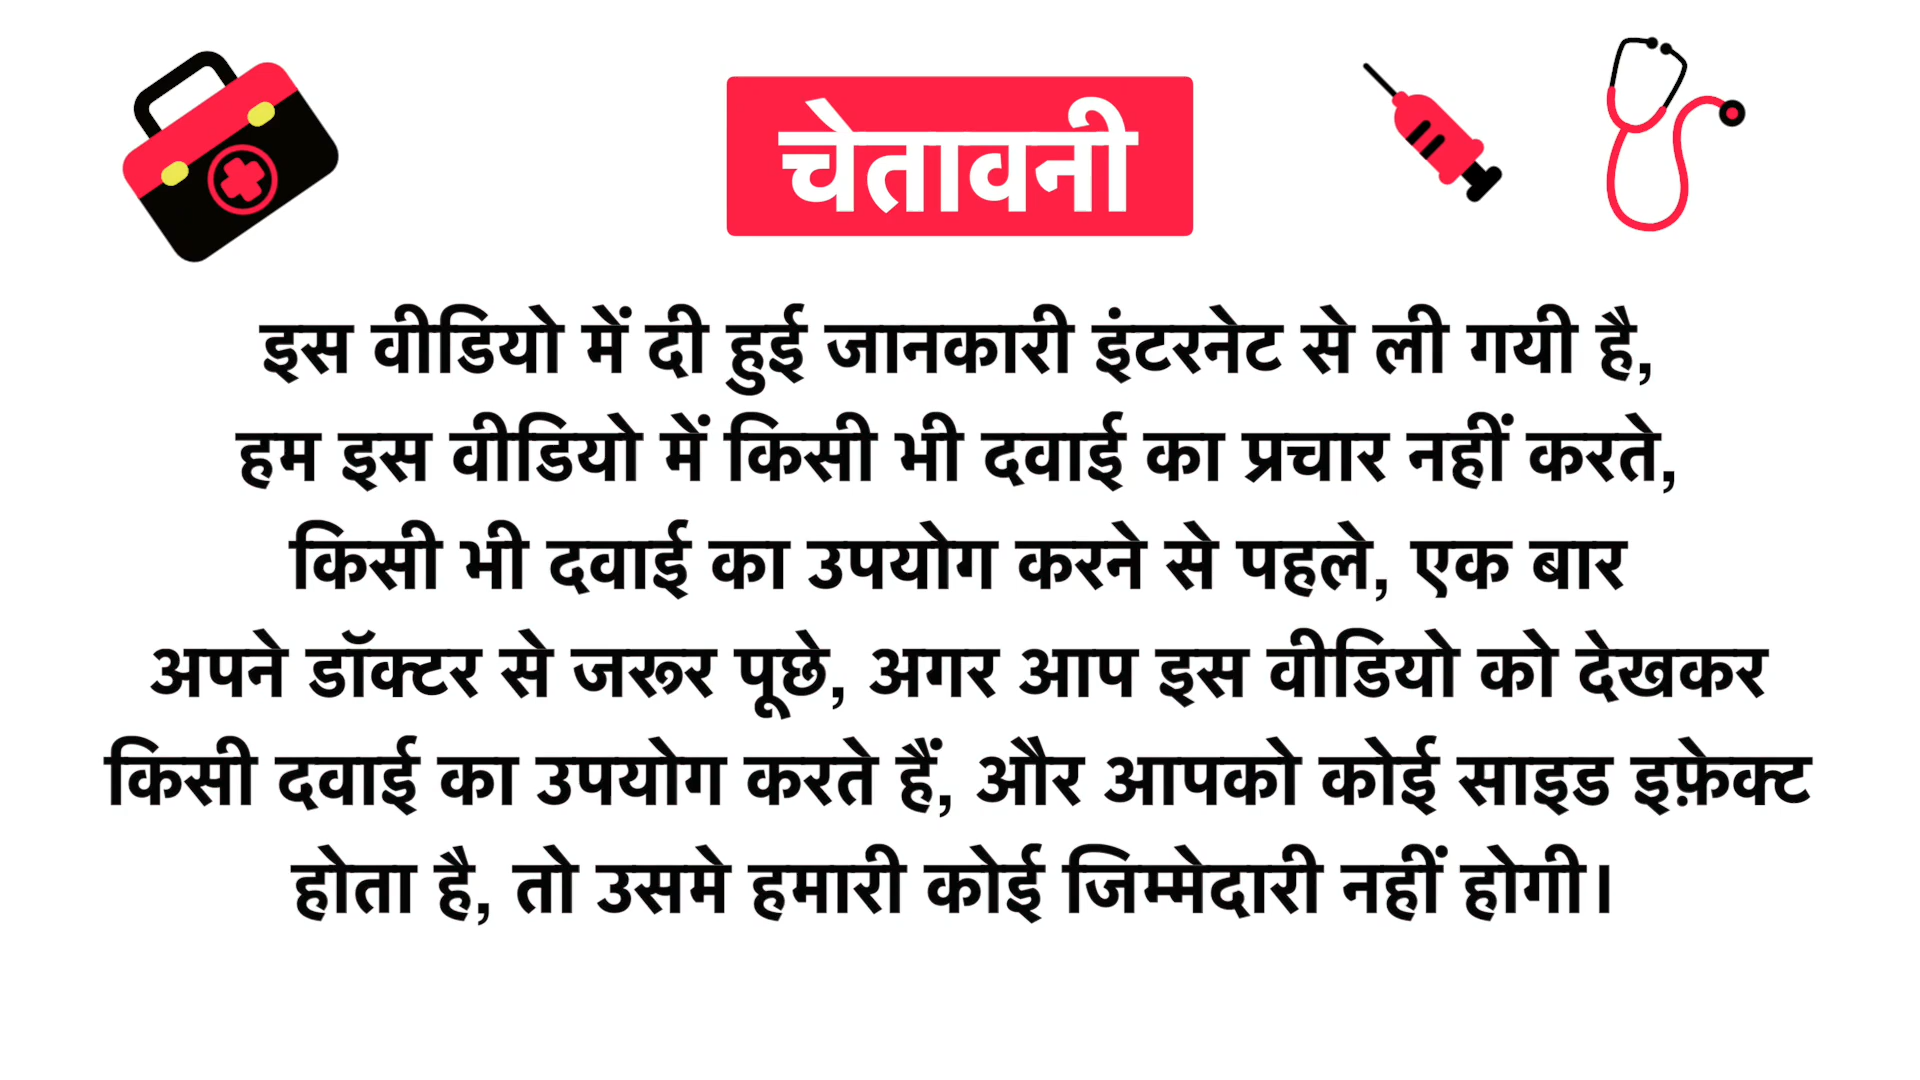 चेतावनी
इस वीडियो में दी हुई जानकारी इंटरनेट से ली गयी है,
हम इस वीडियो में किसी भी दवाई का प्रचार नहीं करते,
किसी भी दवाई का उपयोग करने से पहले, एक बार
अपने डॉक्टर से जरूर पूछे, अगर आप इस वीडियो को देखकर
किसी दवाई का उपयोग करते हैं, और आपको कोई साइड इफ़ेक्ट
होता है, तो उसमे हमारी कोई जिम्मेदारी नहीं होगी।